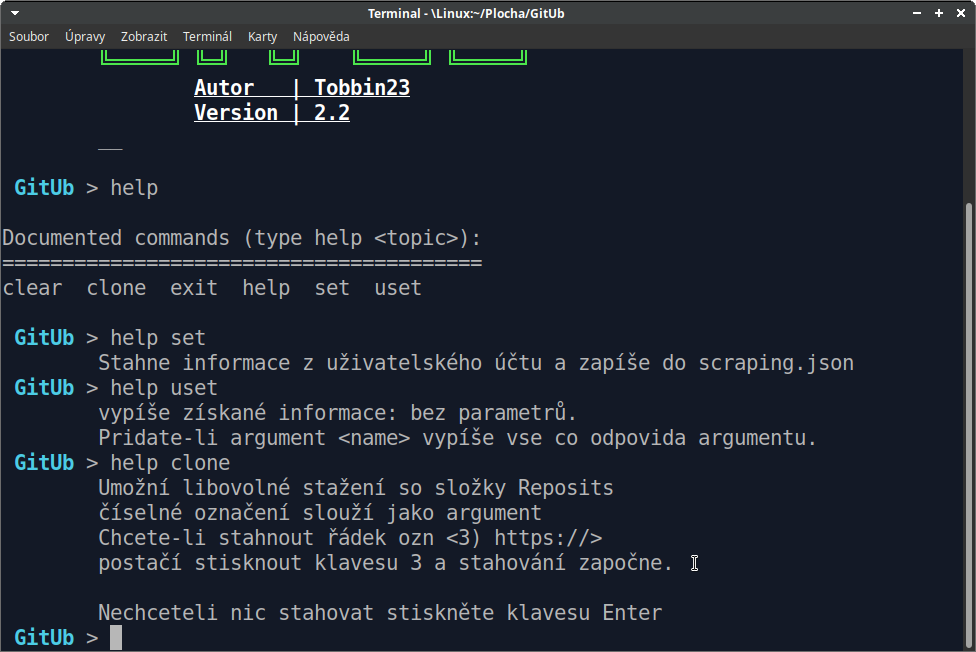 Terminal - \Linux:~/Plocha/GitUb
Soubor Úpravy Zobrazit Terminál Karty Nápověda
Autor | Tobbin23
Version | 2.2
__
GitUb > help
Documented commands (type help <topic>):
========================================
clear clone exit help set uset
GitUb > help set
Stahne informace z uživatelského účtu a zapíše do scraping.json
GitUb > help uset
vypíše získané informace: bez parametrů.
Pridate-li argument <name> vypíše vse co odpovida argumentu.
GitUb > help clone
Umožní libovolné stažení so složky Reposits
číselné označení slouží jako argument
Chcete-li stahnout řádek ozn <3) https://>
postačí stisknout klavesu 3 a stahování započne.
Nechceteli nic stahovat stiskněte klavesu Enter
GitUb >